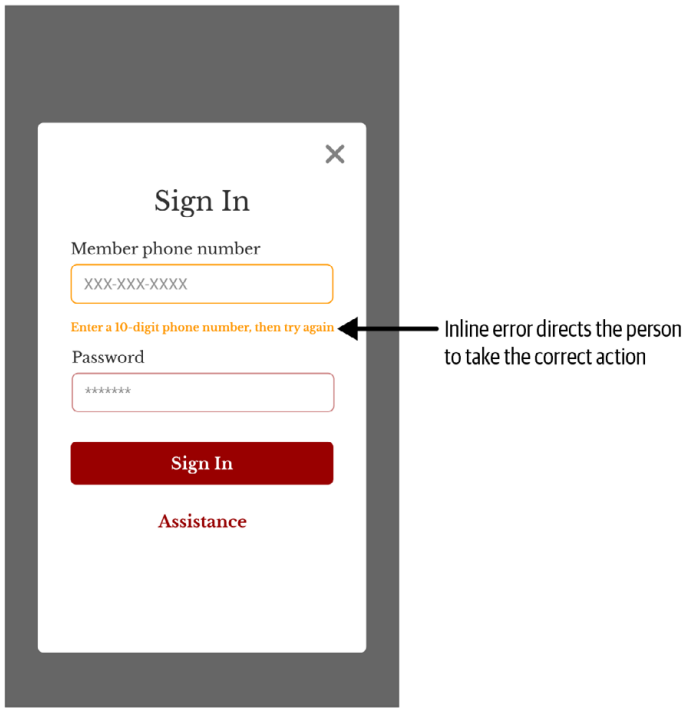 Sign In
Member phone number
XXX-XXX-XXXX
Enter a 10-digit phone number, then try again
Inline error directs the person
to take the correct action
Password
*******
Sign In
Assistance